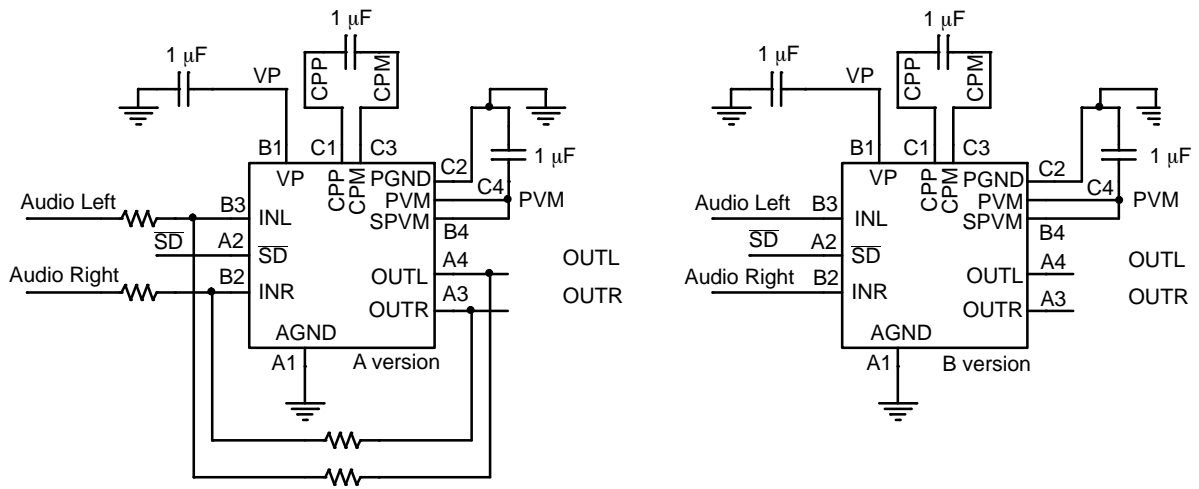 1 μF
1 μF
VP
CPP
CPM
B1
C1
C3
VP
CPP
CPM
PGND
C2
1 μF
PVM
C4
PVM
SPVM
B4
Audio Left
B3
INL
SD
A2
SD
Audio Right
B2
INR
OUTL
A4
OUTL
OUTR
A3
OUTR
AGND
A1
A version
1 μF
1 μF
VP
CPP
CPM
B1
C1
C3
VP
CPP
CPM
PGND
C2
1 μF
PVM
C4
PVM
SPVM
B4
Audio Left
B3
INL
SD
A2
SD
Audio Right
B2
INR
OUTL
A4
OUTL
OUTR
A3
OUTR
AGND
A1
B version